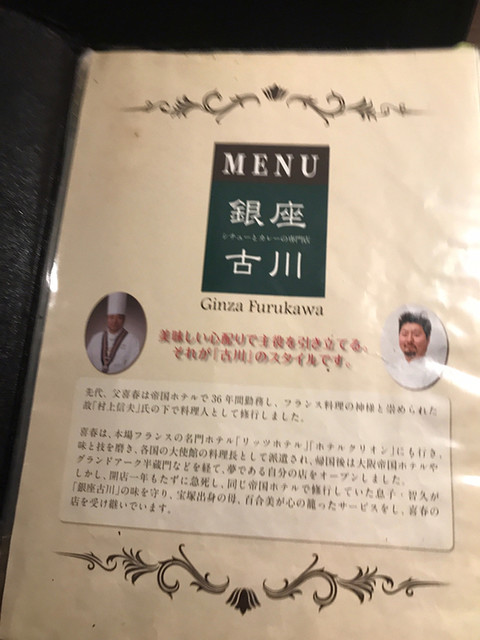 MENU
銀座
シチューとカレーの専門店
古川
Ginza Furukawa
美味しい心配りで主演を引き立てる。
それが『古川』のスタイルです。
先代、父喜春は帝国ホテルで36年間勤務し、フランス料理の神様と崇められた
故「村上信夫」氏の下で料理人として修行しました。
喜春は、本場フランスの名門ホテル「リッツホテル」「ホテルクリオン」にも行き、
味と技を磨き、各国の大使館の料理長として派遣され、帰国後は大阪帝国ホテルや
グランドアーク半蔵門などを経て、夢である自分の店をオープンしました。
しかし、開店一年もたずに急死し、同じ帝国ホテルで修行していた息子・智久が
「銀座古川」の味を守り、宝塚出身の母、百合美が心の籠ったサービスをし、喜春の
店を受け継いでいます。